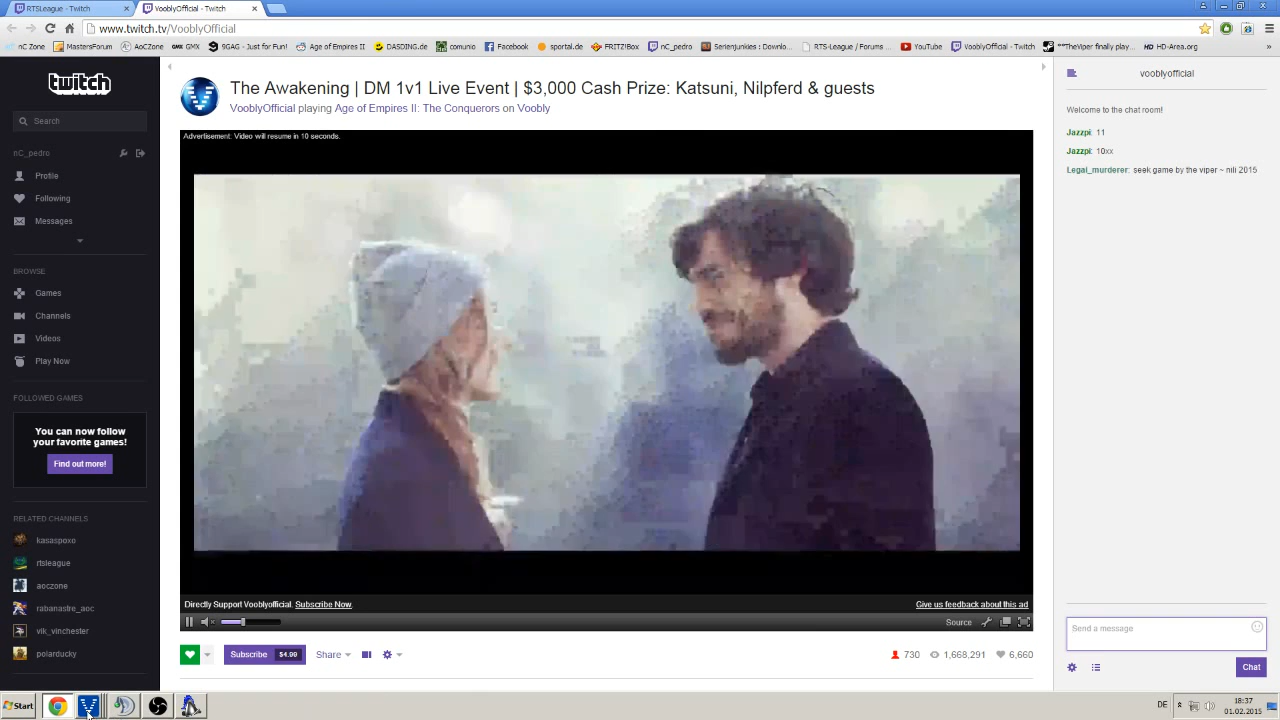 RTSLeague - Twitch
VooblyOfficial - Twitch
www.twitch.tv/VooblyOfficial
nC Zone
MastersForum
AoCZone
GMX
9GAG - Just for Fun!
Age of Empires II
DASDING.de
comunio
Facebook
sportal.de
FRITZ!Box
nC_pedro
Serienjunkies : Downlo...
RTS-League / Forums ...
YouTube
VooblyOfficial - Twitch
**TheViper finally play...
HD-Area.org
twitch
Search
nC_pedro
Profile
Following
Messages
BROWSE
Games
Channels
Videos
Play Now
FOLLOWED GAMES
You can now follow
your favorite games!
Find out more!
RELATED CHANNELS
kasaspoxo
rtsleague
aoczone
rabanastre_aoc
vik_vinchester
polarducky
The Awakening | DM 1v1 Live Event | $3,000 Cash Prize: Katsuni, Nilpferd & guests
VooblyOfficial playing Age of Empires II: The Conquerors on Voobly
Advertisement: Video will resume in 10 seconds.
Directly Support Vooblyofficial. Subscribe Now.
Give us feedback about this ad
Source
Subscribe $4.99
Share
730
1,668,291
6,660
vooblyofficial
Welcome to the chat room!
Jazzpi: 11
Jazzpi: 10xx
Legal_murderer: seek game by the viper ~ nili 2015
Send a message
Chat
Start
DE
18:37
01.02.2015